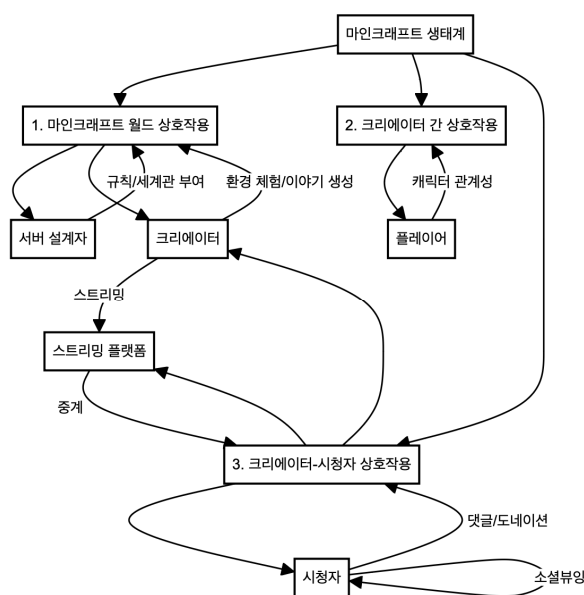 마인크래프트 생태계
1. 마인크래프트 월드 상호작용
2. 크리에이터 간 상호작용
규칙/세계관 부여
환경 체험/이야기 생성
캐릭터 관계성
서버 설계자
크리에이터
플레이어
스트리밍
스트리밍 플랫폼
중계
3. 크리에이터-시청자 상호작용
댓글/도네이션
시청자
소셜뷰잉